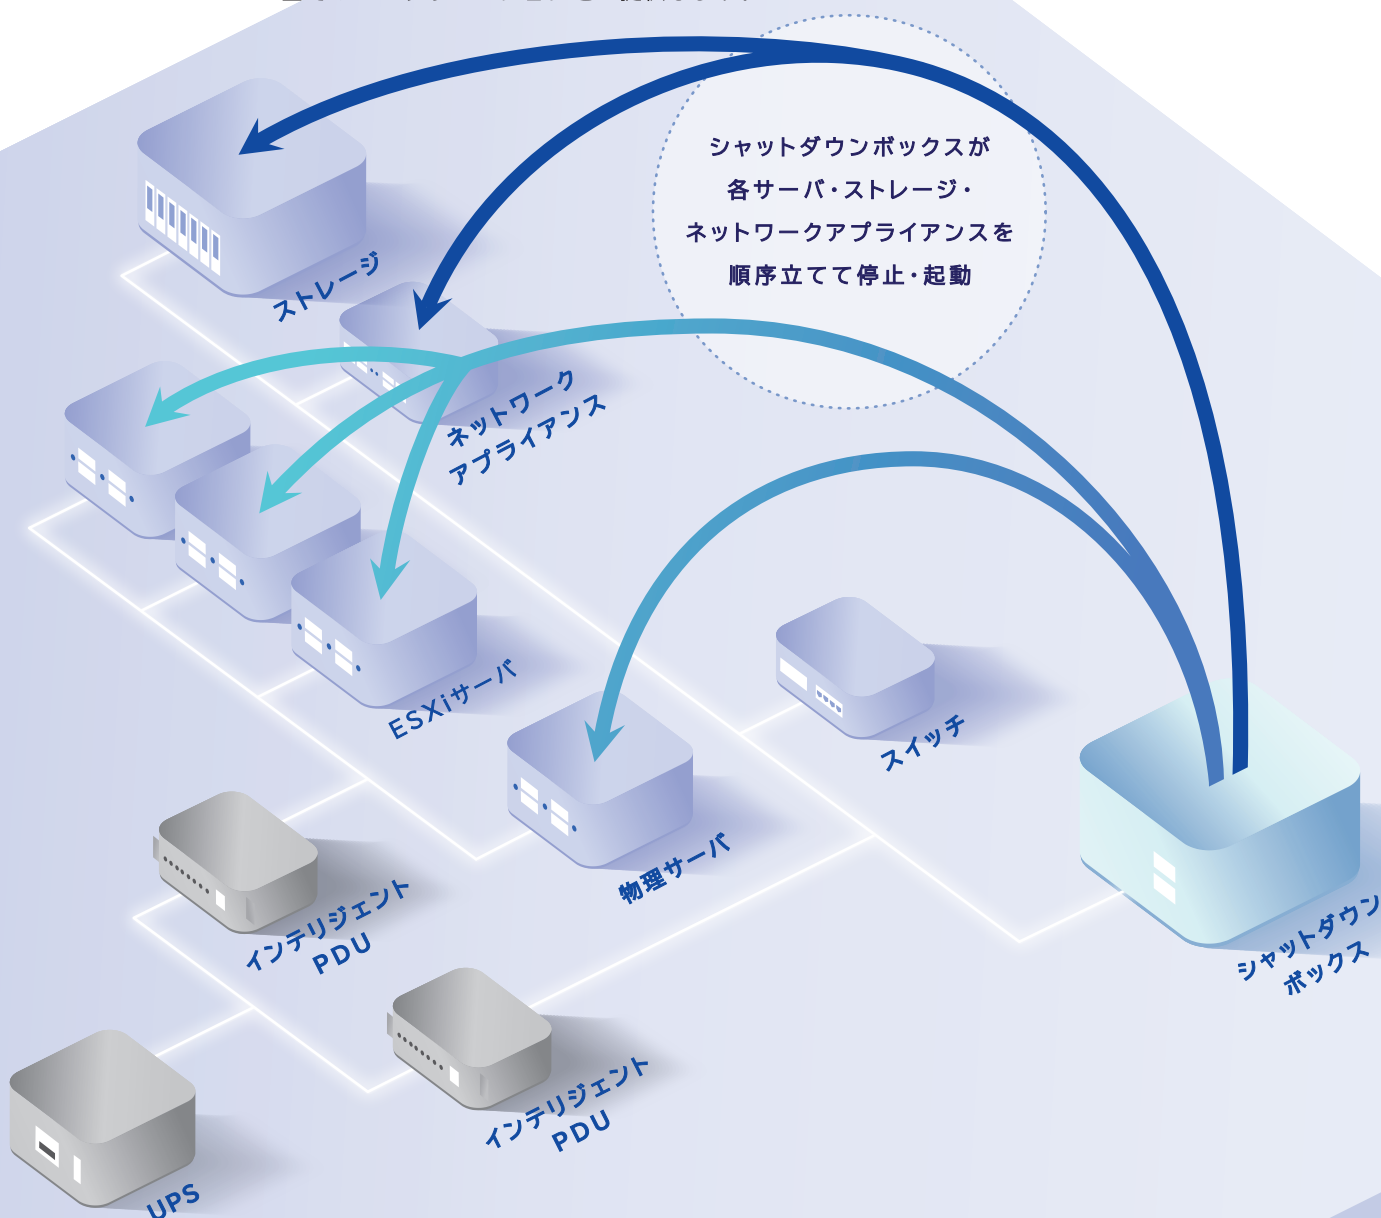 シャットダウンボックスが
各サーバ・ストレージ・
ネットワークアプライアンスを
順序立てて停止・起動
ストレージ
ネットワーク
アプライアンス
ESXiサーバ
スイッチ
物理サーバ
シャットダウン
ボックス
インテリジェント
PDU
インテリジェント
PDU
UPS